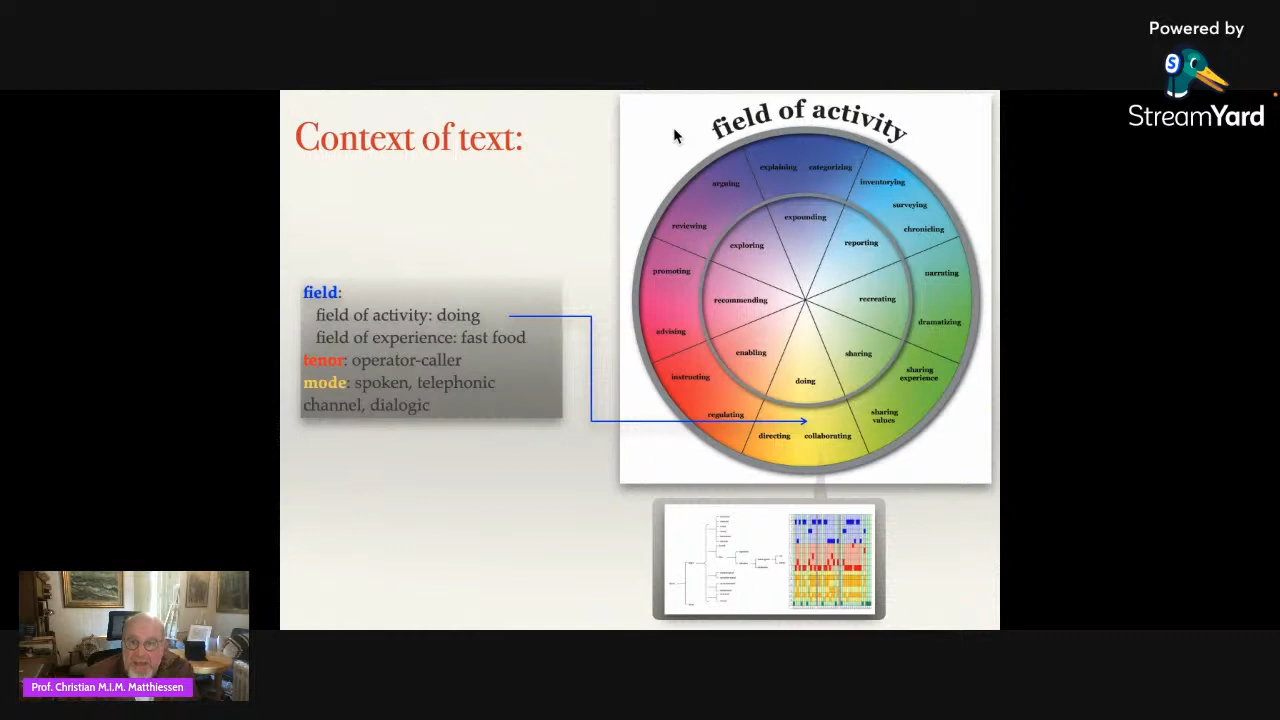 Powered by
S
StreamYard
Context of text:
field:
field of activity: doing
field of experience: fast food
tenor: operator-caller
mode: spoken, telephonic
channel, dialogic
field of activity
explaining
categorizing
arguing
inventorying
surveying
reviewing
chronicling
expounding
exploring
reporting
promoting
narrating
recommending
recreating
advising
dramatizing
enabling
sharing
instructing
doing
sharing
experience
regulating
sharing
values
directing
collaborating
Prof. Christian M.I.M. Matthiessen